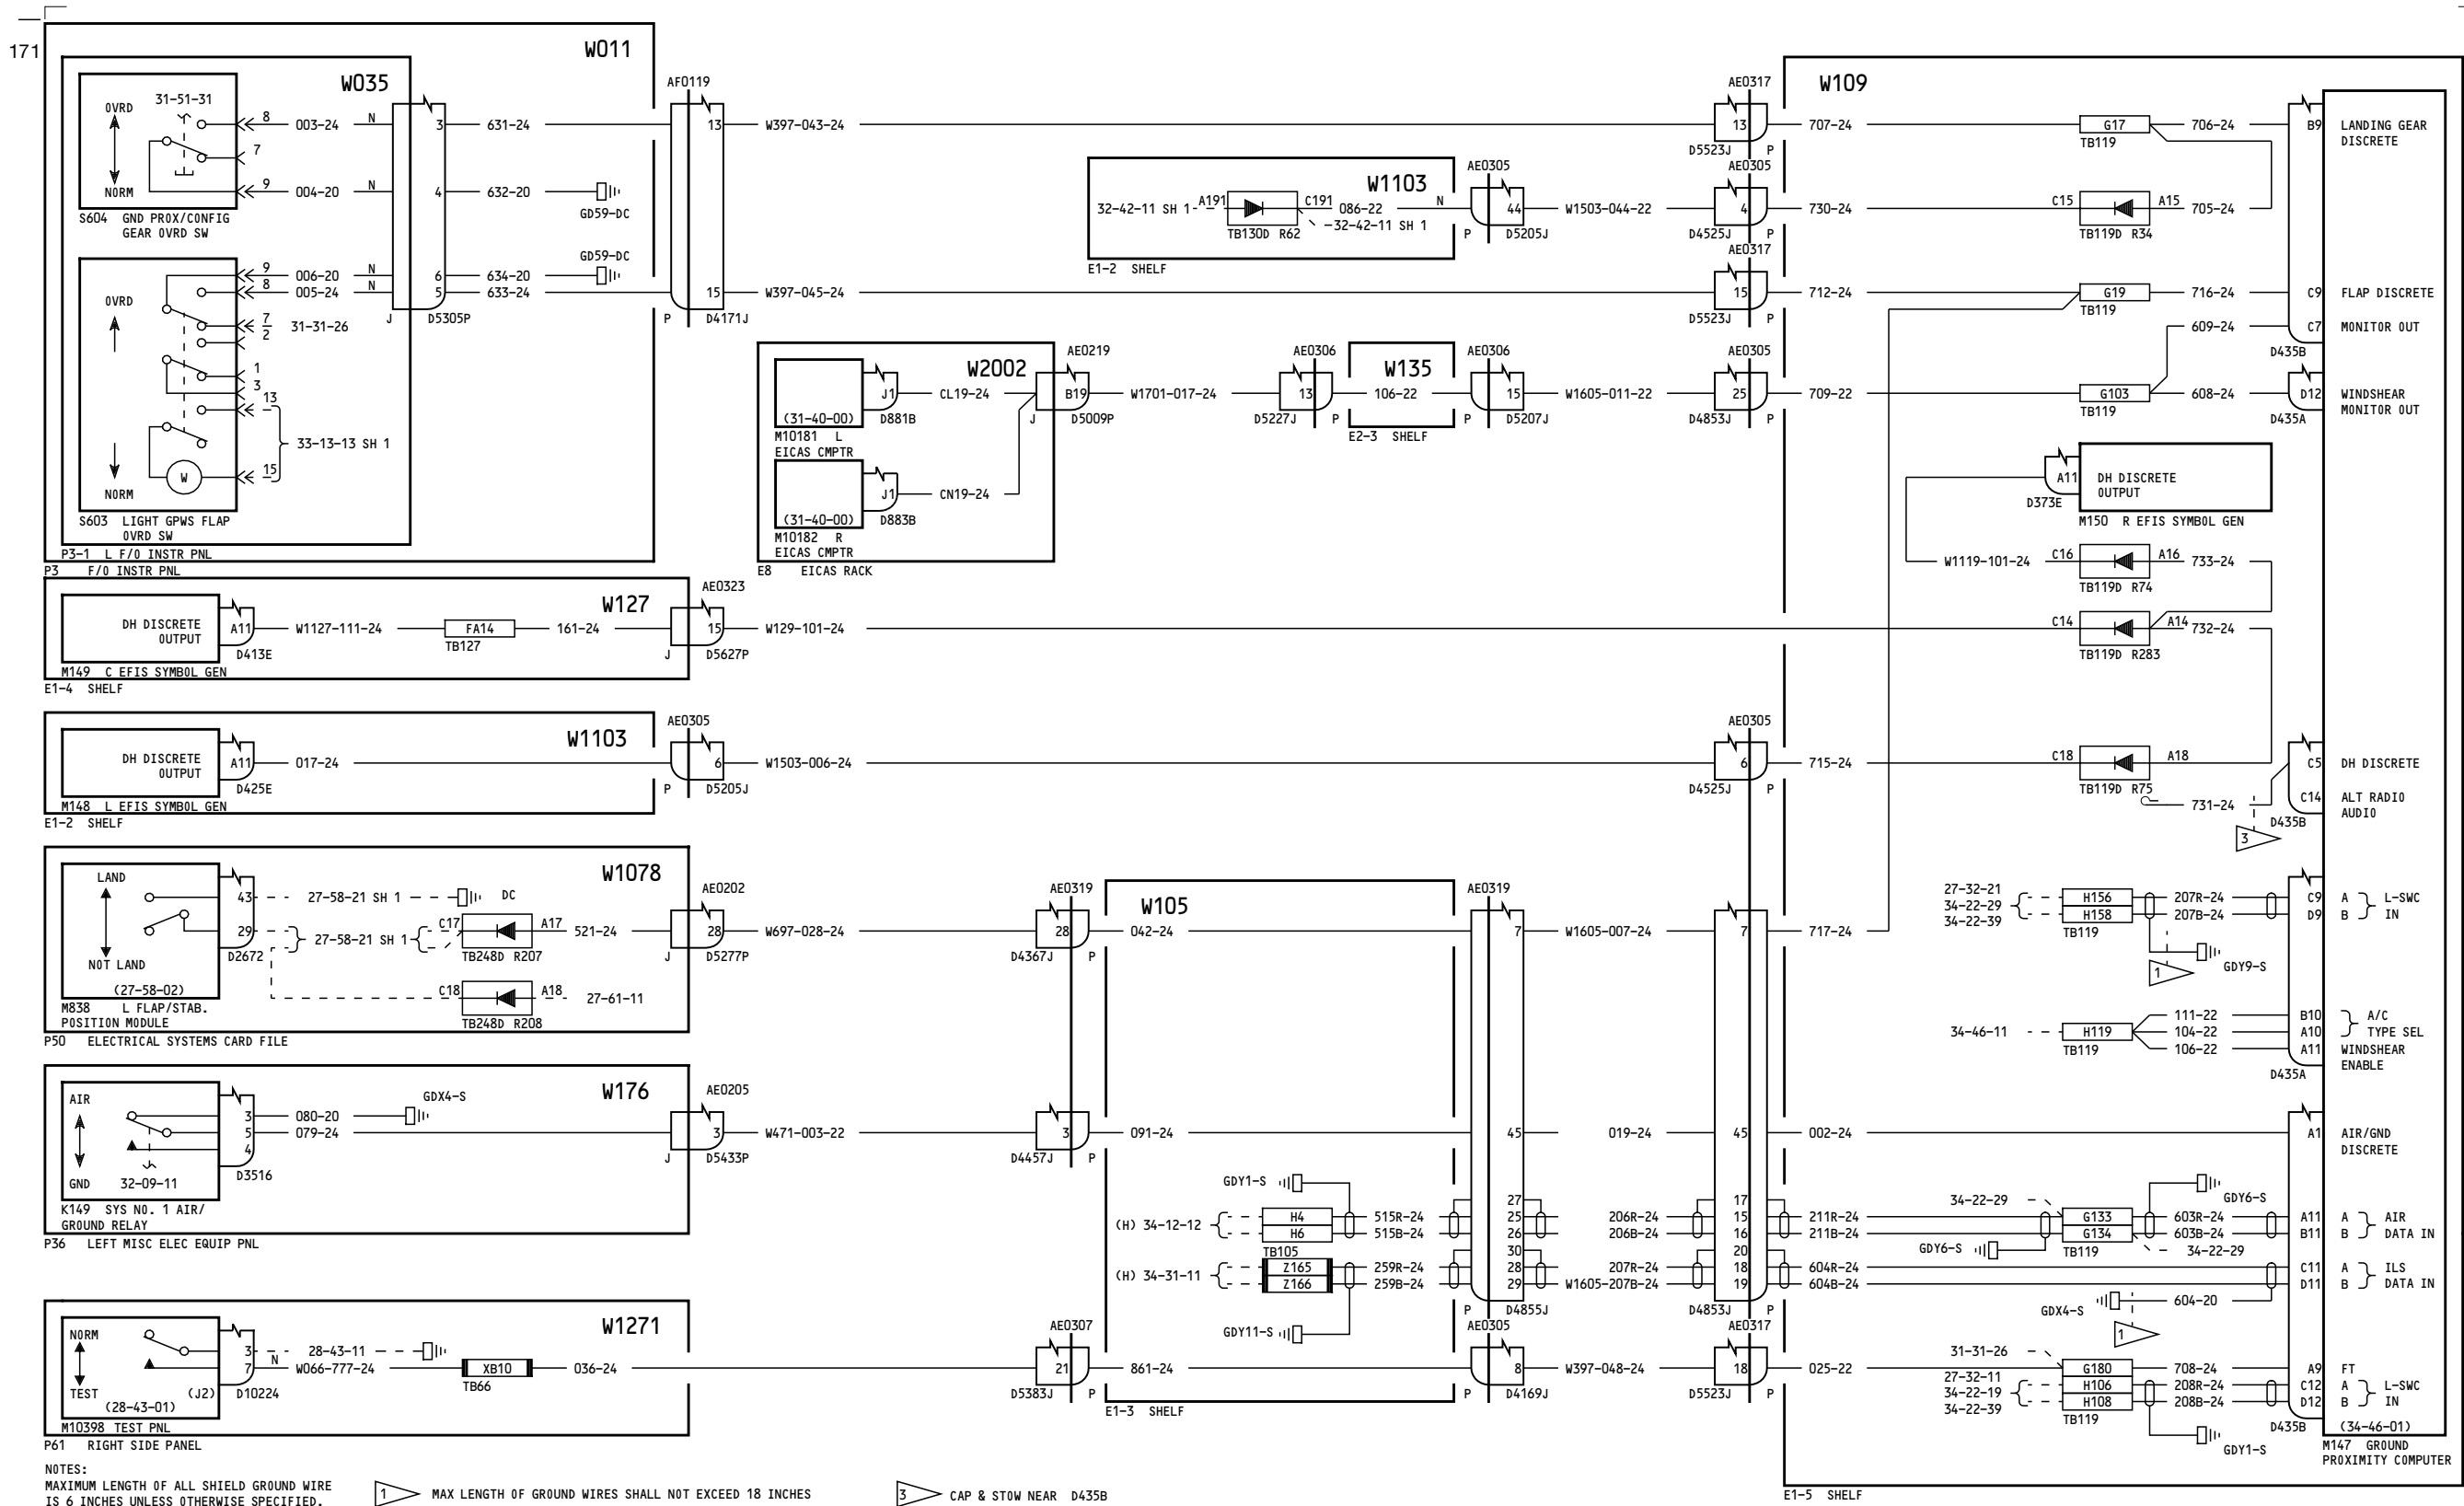 171
W011
W035
31-51-31
OVRD
NORM
8
7
9
003-24
N
004-20
N
3
4
631-24
632-20
GD59-DC
S604 GND PROX/CONFIG
GEAR OVRD SW
AF0119
13
W397-043-24
AE0317
13
D5523J
P
707-24
W109
G17
TB119
706-24
B9
LANDING GEAR
DISCRETE
W1103
32-42-11 SH 1
A191
C191
086-22
N
TB130D R62
32-42-11 SH 1
E1-2 SHELF
AE0305
44
P
D5205J
W1503-044-22
AE0305
4
D4525J
P
730-24
C15
A15
705-24
TB119D R34
OVRD
NORM
9
8
7
2
1
3
13
15
W
006-20
N
005-24
N
31-31-26
33-13-13 SH 1
6
5
J
D5305P
634-20
633-24
GD59-DC
15
P
D4171J
W397-045-24
AE0317
15
D5523J
P
712-24
G19
TB119
716-24
C9
FLAP DISCRETE
609-24
C7
MONITOR OUT
D435B
S603 LIGHT GPWS FLAP
OVRD SW
P3-1 L F/O INSTR PNL
P3 F/O INSTR PNL
W2002
(31-40-00)
J1
D881B
CL19-24
M10181 L
EICAS CMPTR
(31-40-00)
J1
D883B
CN19-24
M10182 R
EICAS CMPTR
E8 EICAS RACK
AE0219
B19
J
D5009P
W1701-017-24
AE0306
13
D5227J
P
W135
106-22
E2-3 SHELF
AE0306
15
P
D5207J
W1605-011-22
AE0305
25
D4853J
P
709-22
G103
TB119
608-24
D12
D435A
WINDSHEAR
MONITOR OUT
A11
D373E
DH DISCRETE
OUTPUT
M150 R EFIS SYMBOL GEN
W1119-101-24
C16
A16
733-24
TB119D R74
W127
DH DISCRETE
OUTPUT
A11
D413E
W1127-111-24
FA14
TB127
161-24
M149 C EFIS SYMBOL GEN
E1-4 SHELF
AE0323
15
J
D5627P
W129-101-24
C14
A14
732-24
TB119D R283
W1103
DH DISCRETE
OUTPUT
A11
D425E
017-24
M148 L EFIS SYMBOL GEN
E1-2 SHELF
AE0305
6
P
D5205J
W1503-006-24
AE0305
6
D4525J
P
715-24
C18
A18
TB119D R75
731-24
3
C5
DH DISCRETE
C14
ALT RADIO
AUDIO
D435B
W1078
LAND
NOT LAND
(27-58-02)
43
29
D2672
27-58-21 SH 1
DC
27-58-21 SH 1
C17
A17
521-24
TB248D R207
C18
A18
27-61-11
TB248D R208
M838 L FLAP/STAB.
POSITION MODULE
P50 ELECTRICAL SYSTEMS CARD FILE
AE0202
28
J
D5277P
W697-028-24
AE0319
28
D4367J
P
W105
042-24
AE0319
7
W1605-007-24
7
717-24
27-32-21
34-22-29
34-22-39
H156
H158
TB119
207R-24
207B-24
GDY9-S
1
C9
D9
A
B
L-SWC
IN
34-46-11
H119
TB119
111-22
104-22
106-22
B10
A10
A11
D435A
A/C
TYPE SEL
WINDSHEAR
ENABLE
W176
AIR
GND
32-09-11
3
5
4
D3516
080-20
079-24
GDX4-S
K149 SYS NO. 1 AIR/
GROUND RELAY
P36 LEFT MISC ELEC EQUIP PNL
AE0205
3
J
D5433P
W471-003-22
3
D4457J
P
091-24
45
019-24
45
002-24
A1
AIR/GND
DISCRETE
GDY1-S
(H) 34-12-12
H4
H6
TB105
515R-24
515B-24
27
25
26
206R-24
206B-24
17
15
16
211R-24
211B-24
34-22-29
GDY6-S
G133
G134
TB119
603R-24
603B-24
GDY6-S
34-22-29
A11
B11
A
B
AIR
DATA IN
(H) 34-31-11
Z165
Z166
259R-24
259B-24
GDY11-S
30
28
29
P
D4855J
207R-24
W1605-207B-24
20
18
19
D4853J
P
604R-24
604B-24
604-20
GDX4-S
1
C11
D11
A
B
ILS
DATA IN
W1271
NORM
TEST
(28-43-01)
(J2)
3
7
D10224
28-43-11
N
W066-777-24
XB10
TB66
036-24
M10398 TEST PNL
P61 RIGHT SIDE PANEL
AE0307
21
D5383J
P
861-24
E1-3 SHELF
AE0305
8
P
D4169J
W397-048-24
AE0317
18
D5523J
P
025-22
31-31-26
27-32-11
34-22-19
34-22-39
G180
H106
H108
TB119
708-24
208R-24
208B-24
GDY1-S
A9
C12
D12
D435B
FT
A
B
L-SWC
IN
(34-46-01)
M147 GROUND
PROXIMITY COMPUTER
E1-5 SHELF
NOTES:
MAXIMUM LENGTH OF ALL SHIELD GROUND WIRE
IS 6 INCHES UNLESS OTHERWISE SPECIFIED.
1 MAX LENGTH OF GROUND WIRES SHALL NOT EXCEED 18 INCHES
3 CAP & STOW NEAR D435B